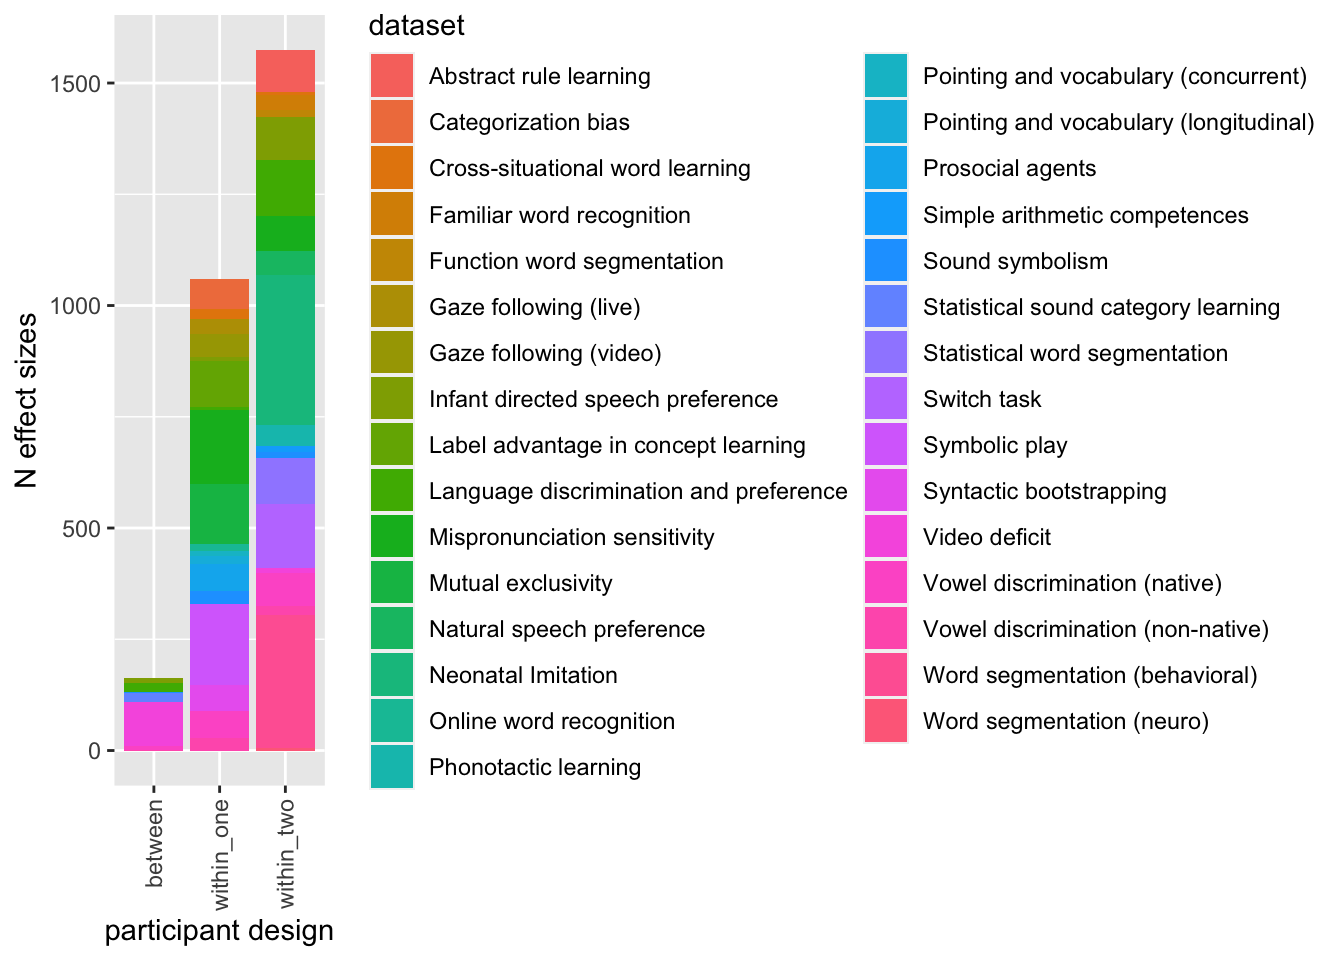 dataset
Abstract rule learning
Categorization bias
Cross-situational word learning
Familiar word recognition
Function word segmentation
Gaze following (live)
Gaze following (video)
Infant directed speech preference
Label advantage in concept learning
Language discrimination and preference
Mispronunciation sensitivity
Mutual exclusivity
Natural speech preference
Neonatal Imitation
Online word recognition
Phonotactic learning
Pointing and vocabulary (concurrent)
Pointing and vocabulary (longitudinal)
Prosocial agents
Simple arithmetic competences
Sound symbolism
Statistical sound category learning
Statistical word segmentation
Switch task
Symbolic play
Syntactic bootstrapping
Video deficit
Vowel discrimination (native)
Vowel discrimination (non-native)
Word segmentation (behavioral)
Word segmentation (neuro)
N effect sizes
1500
1000
500
0
between
within_one
within_two
participant design